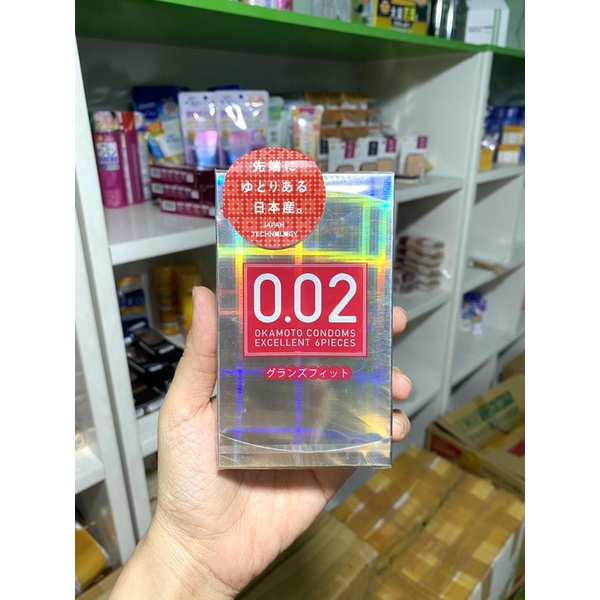 先端に
ゆとりある
日本産。
JAPAN
TECHNOLOGY
0.02
OKAMOTO CONDOMS
EXCELLENT 6PIECES
グランズフィット